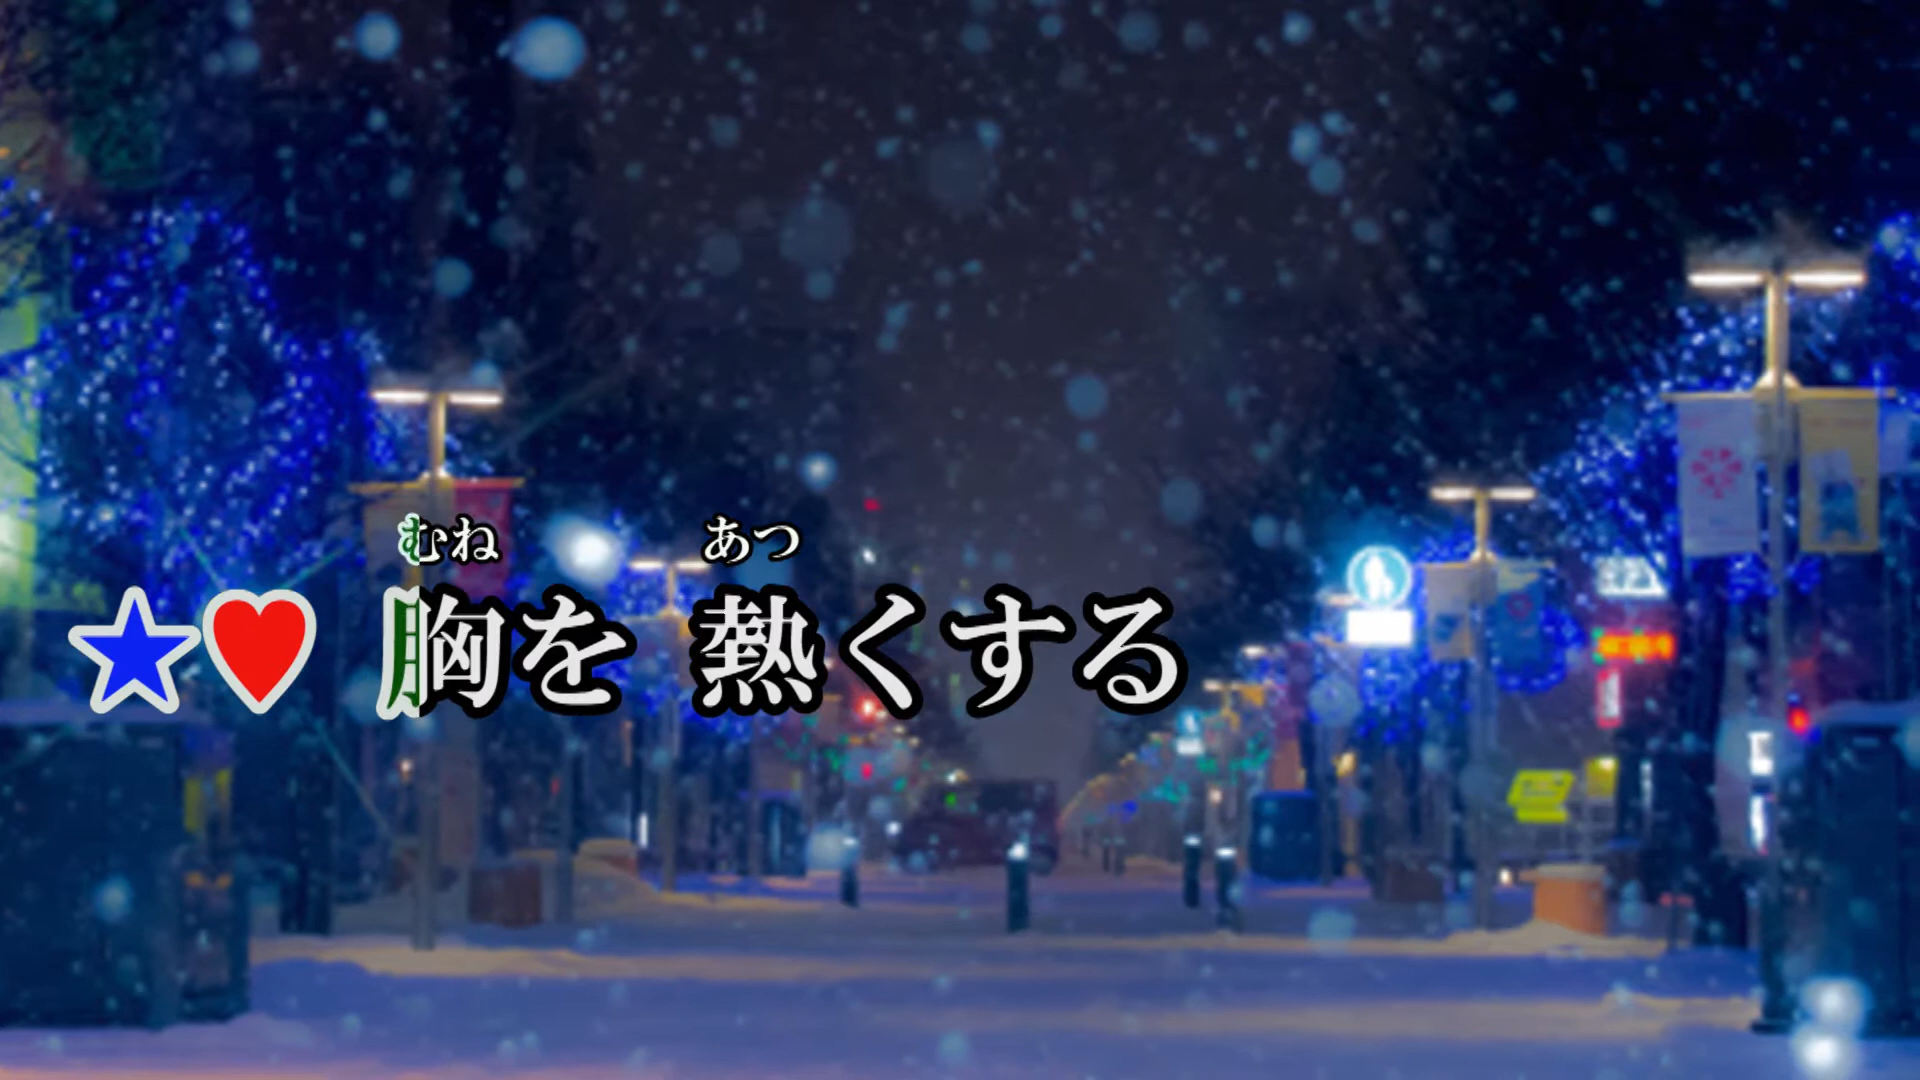 むね あつ
★♥ 胸を 熱くする